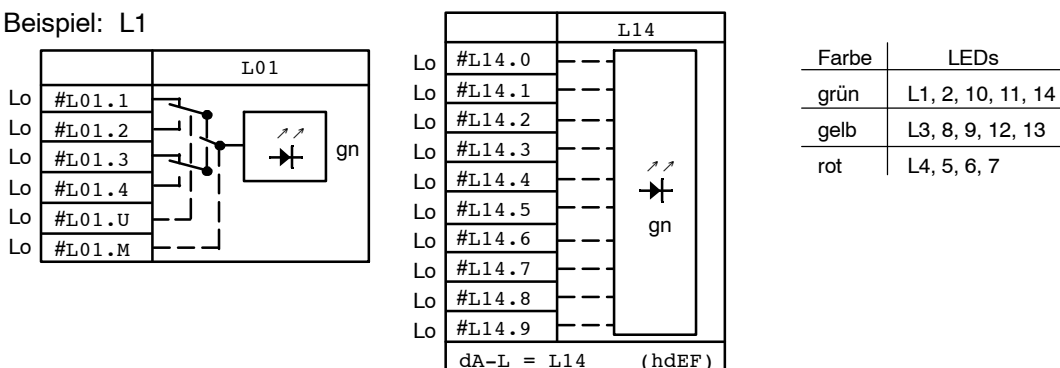 Beispiel: L1
L01
Lo #L01.1
Lo #L01.2
Lo #L01.3
Lo #L01.4
Lo #L01.U
Lo #L01.M
gn
L14
Lo #L14.0
Lo #L14.1
Lo #L14.2
Lo #L14.3
Lo #L14.4
Lo #L14.5
Lo #L14.6
Lo #L14.7
Lo #L14.8
Lo #L14.9
gn
dA-L = L14 (hdEF)
Farbe LEDs
grün L1, 2, 10, 11, 14
gelb L3, 8, 9, 12, 13
rot L4, 5, 6, 7